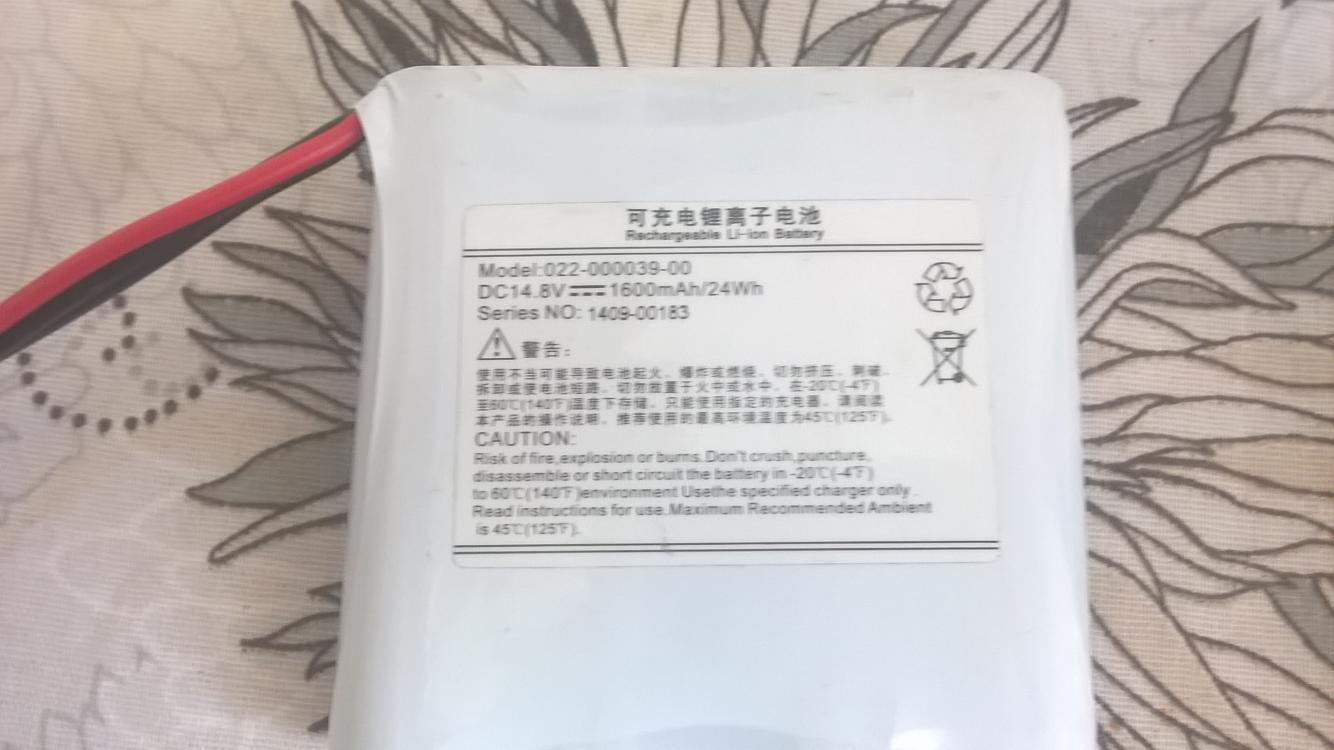 可充电锂离子电池
Rechargeable Li-ion Battery
Model:022-000039-00
DC14.8V⎓1600mAh/24Wh
Series NO: 1409-00183
警告:
使用不当可能导致电池起火、爆炸或燃烧。切勿挤压、刺破、
拆卸或使电池短路。切勿放置于火中或水中。在-20℃(-4℉)
至60℃(140℉)温度下存储。只能使用指定的充电器。请阅读
本产品的操作说明。推荐使用的最高环境温度为45℃(125℉)。
CAUTION:
Risk of fire,explosion or burns.Don't crush,puncture,
disassemble or short circuit the battery in -20℃(-4℉)
to 60℃(140℉)environment Usethe specified charger only.
Read instructions for use.Maximum Recommended Ambient
is 45℃(125℉).